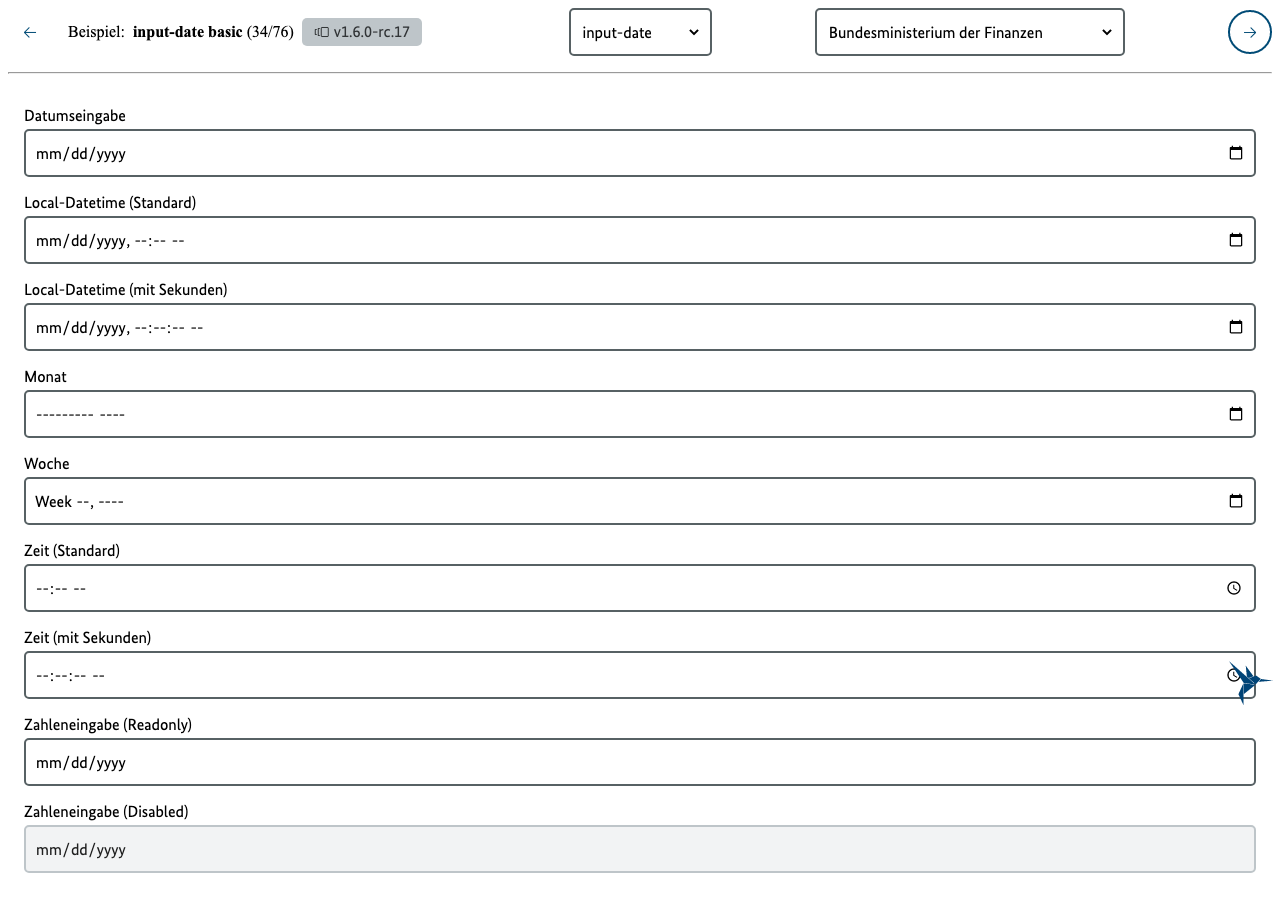 Beispiel: input-date basic (34/76) v1.6.0-rc.17 input-date Bundesministerium der Finanzen
Datumseingabe
mm/dd/yyyy
Local-Datetime (Standard)
mm/dd/yyyy, --:-- --
Local-Datetime (mit Sekunden)
mm/dd/yyyy, --:--:-- --
Monat
--------- ----
Woche
Week --, ----
Zeit (Standard)
--:-- --
Zeit (mit Sekunden)
--:--:-- --
Zahleneingabe (Readonly)
mm/dd/yyyy
Zahleneingabe (Disabled)
mm/dd/yyyy